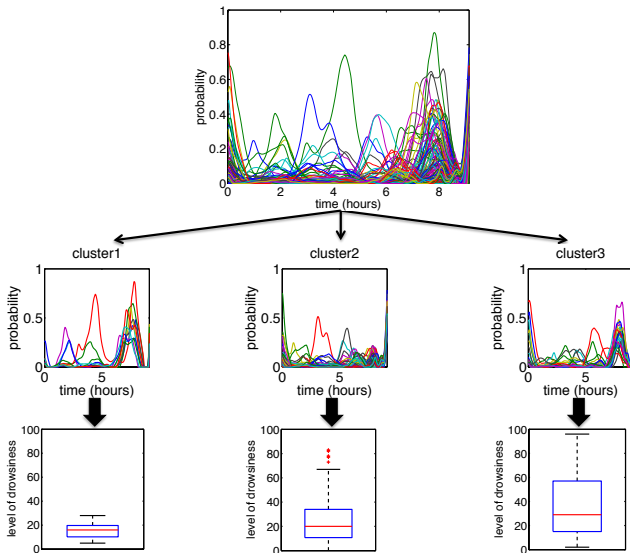 1
0.8
0.6
0.4
0.2
0
probability
0 2 4 6 8
time (hours)
cluster1 cluster2 cluster3
1
0.5
0
probability
0 5
time (hours)
1
0.5
0
probability
0 5
time (hours)
1
0.5
0
probability
0 5
time (hours)
100
80
60
40
20
0
level of drowsiness
100
80
60
40
20
0
level of drowsiness
100
80
60
40
20
0
level of drowsiness